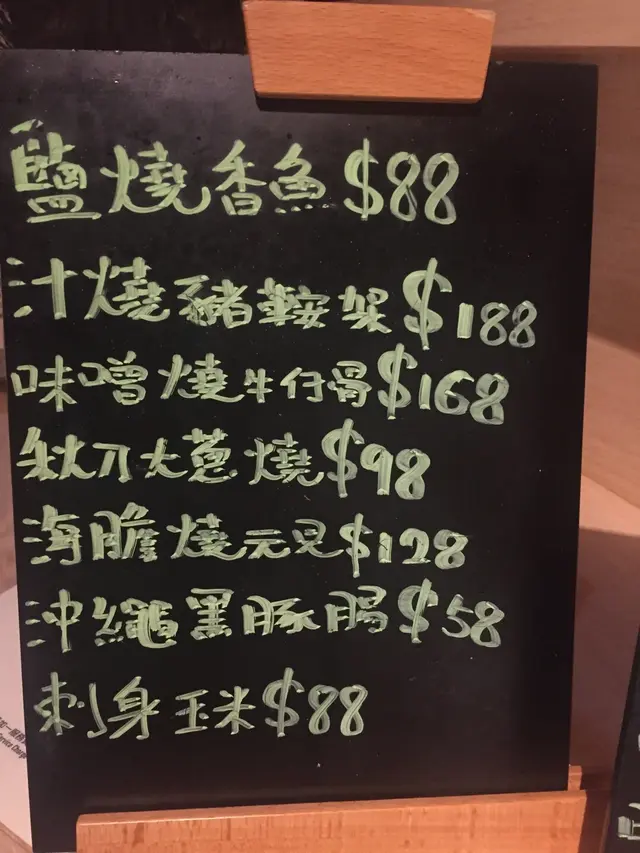 鹽燒香魚$88
汁燒豬鞍架$188
味噌燒牛仔骨$168
秋刀大蔥燒$98
海膽燒元貝$128
沖繩黑豚腸$58
刺身玉米$88